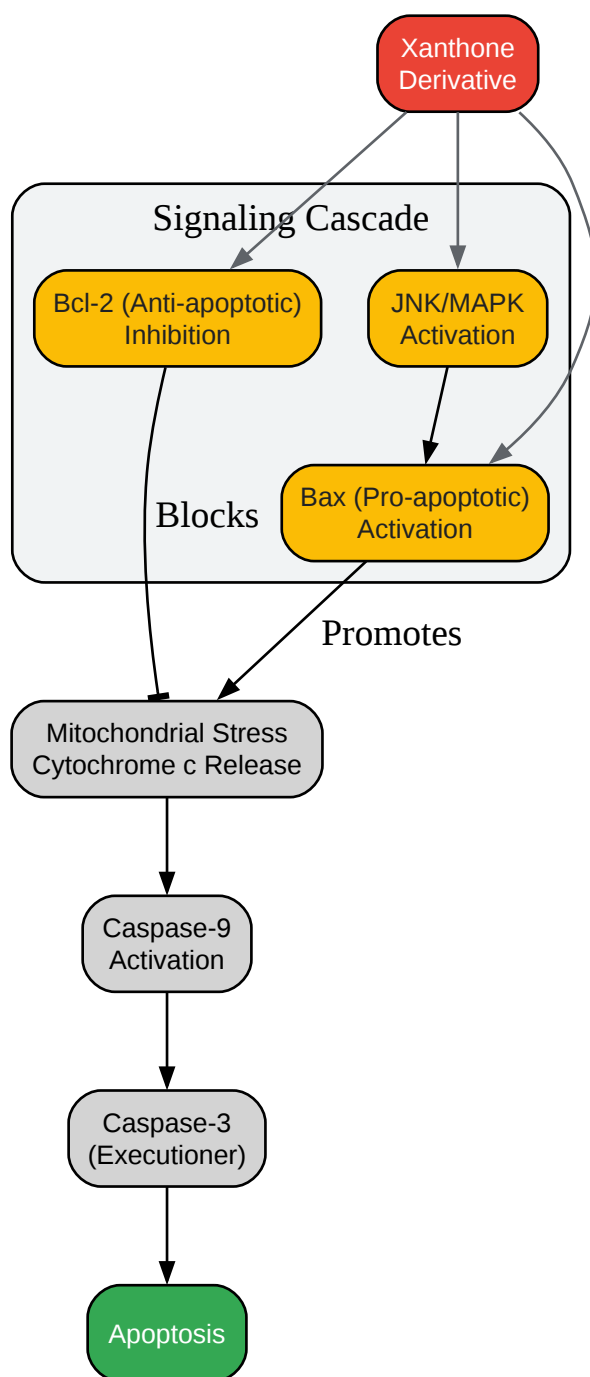 Xanthone
Derivative
Signaling Cascade
Bcl-2 (Anti-apoptotic)
Inhibition
JNK/MAPK
Activation
Bax (Pro-apoptotic)
Activation
Blocks
Promotes
Mitochondrial Stress
Cytochrome c Release
Caspase-9
Activation
Caspase-3
(Executioner)
Apoptosis